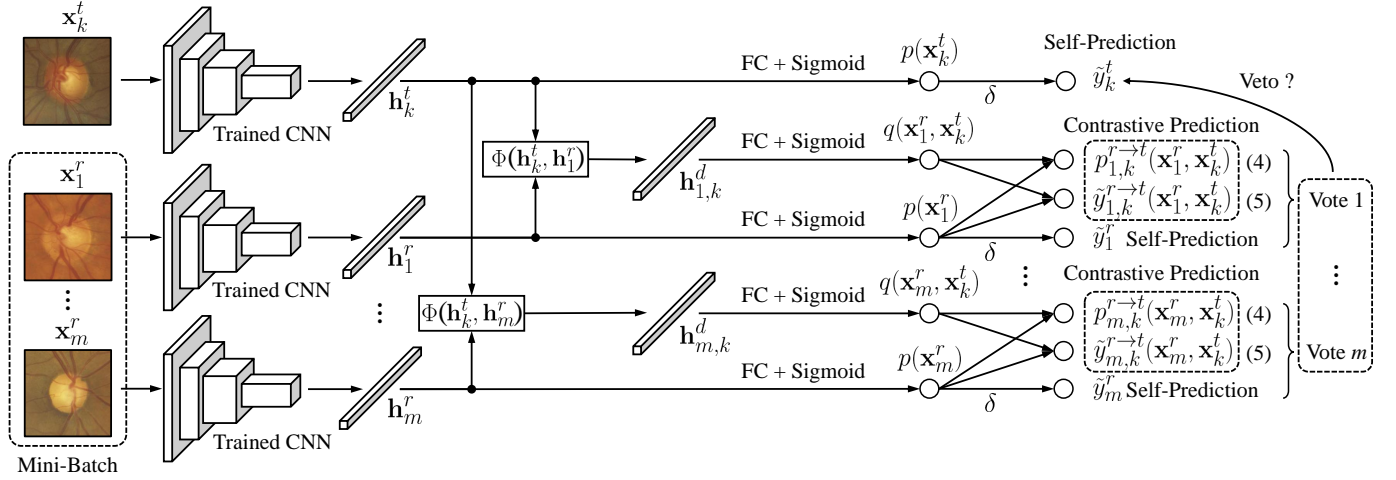 x_k^t
Trained CNN
h_k^t
FC + Sigmoid
p(x_k^t)
δ
Self-Prediction
ỹ_k^t
Veto ?
Φ(h_k^t, h_1^r)
h_{1,k}^d
FC + Sigmoid
q(x_1^r, x_k^t)
Contrastive Prediction
p_{1,k}^{r→t}(x_1^r, x_k^t) (4)
ỹ_{1,k}^{r→t}(x_1^r, x_k^t) (5)
Vote 1
x_1^r
Trained CNN
h_1^r
FC + Sigmoid
p(x_1^r)
δ
ỹ_1^r Self-Prediction
⋮
Φ(h_k^t, h_m^r)
h_{m,k}^d
FC + Sigmoid
q(x_m^r, x_k^t)
Contrastive Prediction
p_{m,k}^{r→t}(x_m^r, x_k^t) (4)
ỹ_{m,k}^{r→t}(x_m^r, x_k^t) (5)
Vote m
x_m^r
Trained CNN
h_m^r
FC + Sigmoid
p(x_m^r)
δ
ỹ_m^r Self-Prediction
Mini-Batch